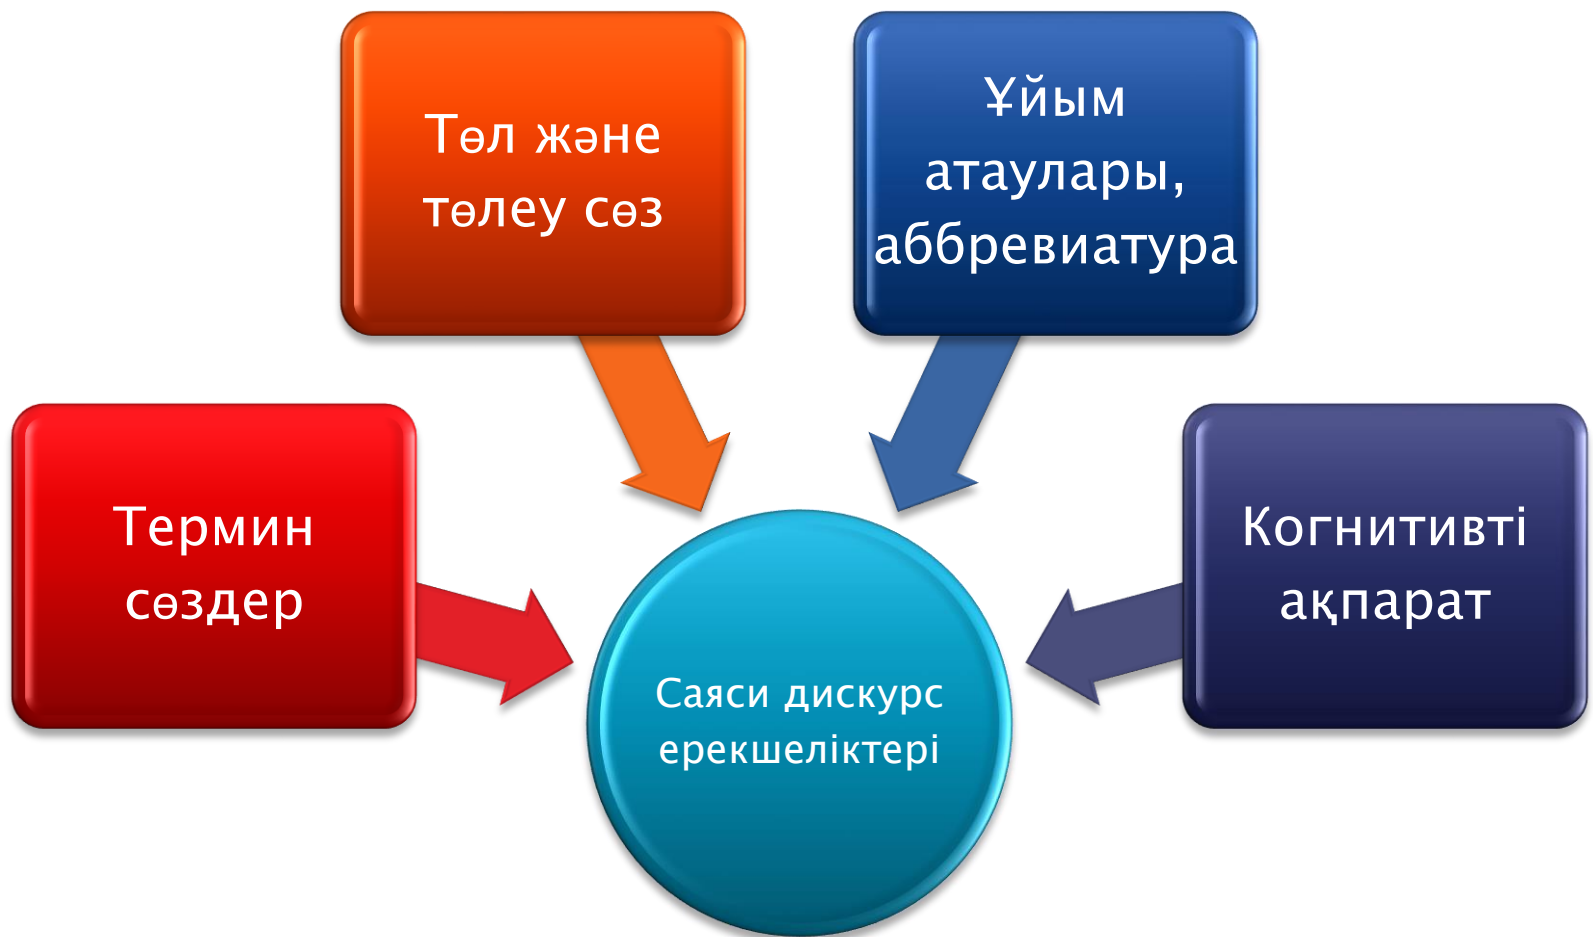 Төл және
төлеу сөз
Ұйым
атаулары,
аббревиатура
Термин
сөздер
Когнитивті
ақпарат
Саяси дискурс
ерекшеліктері